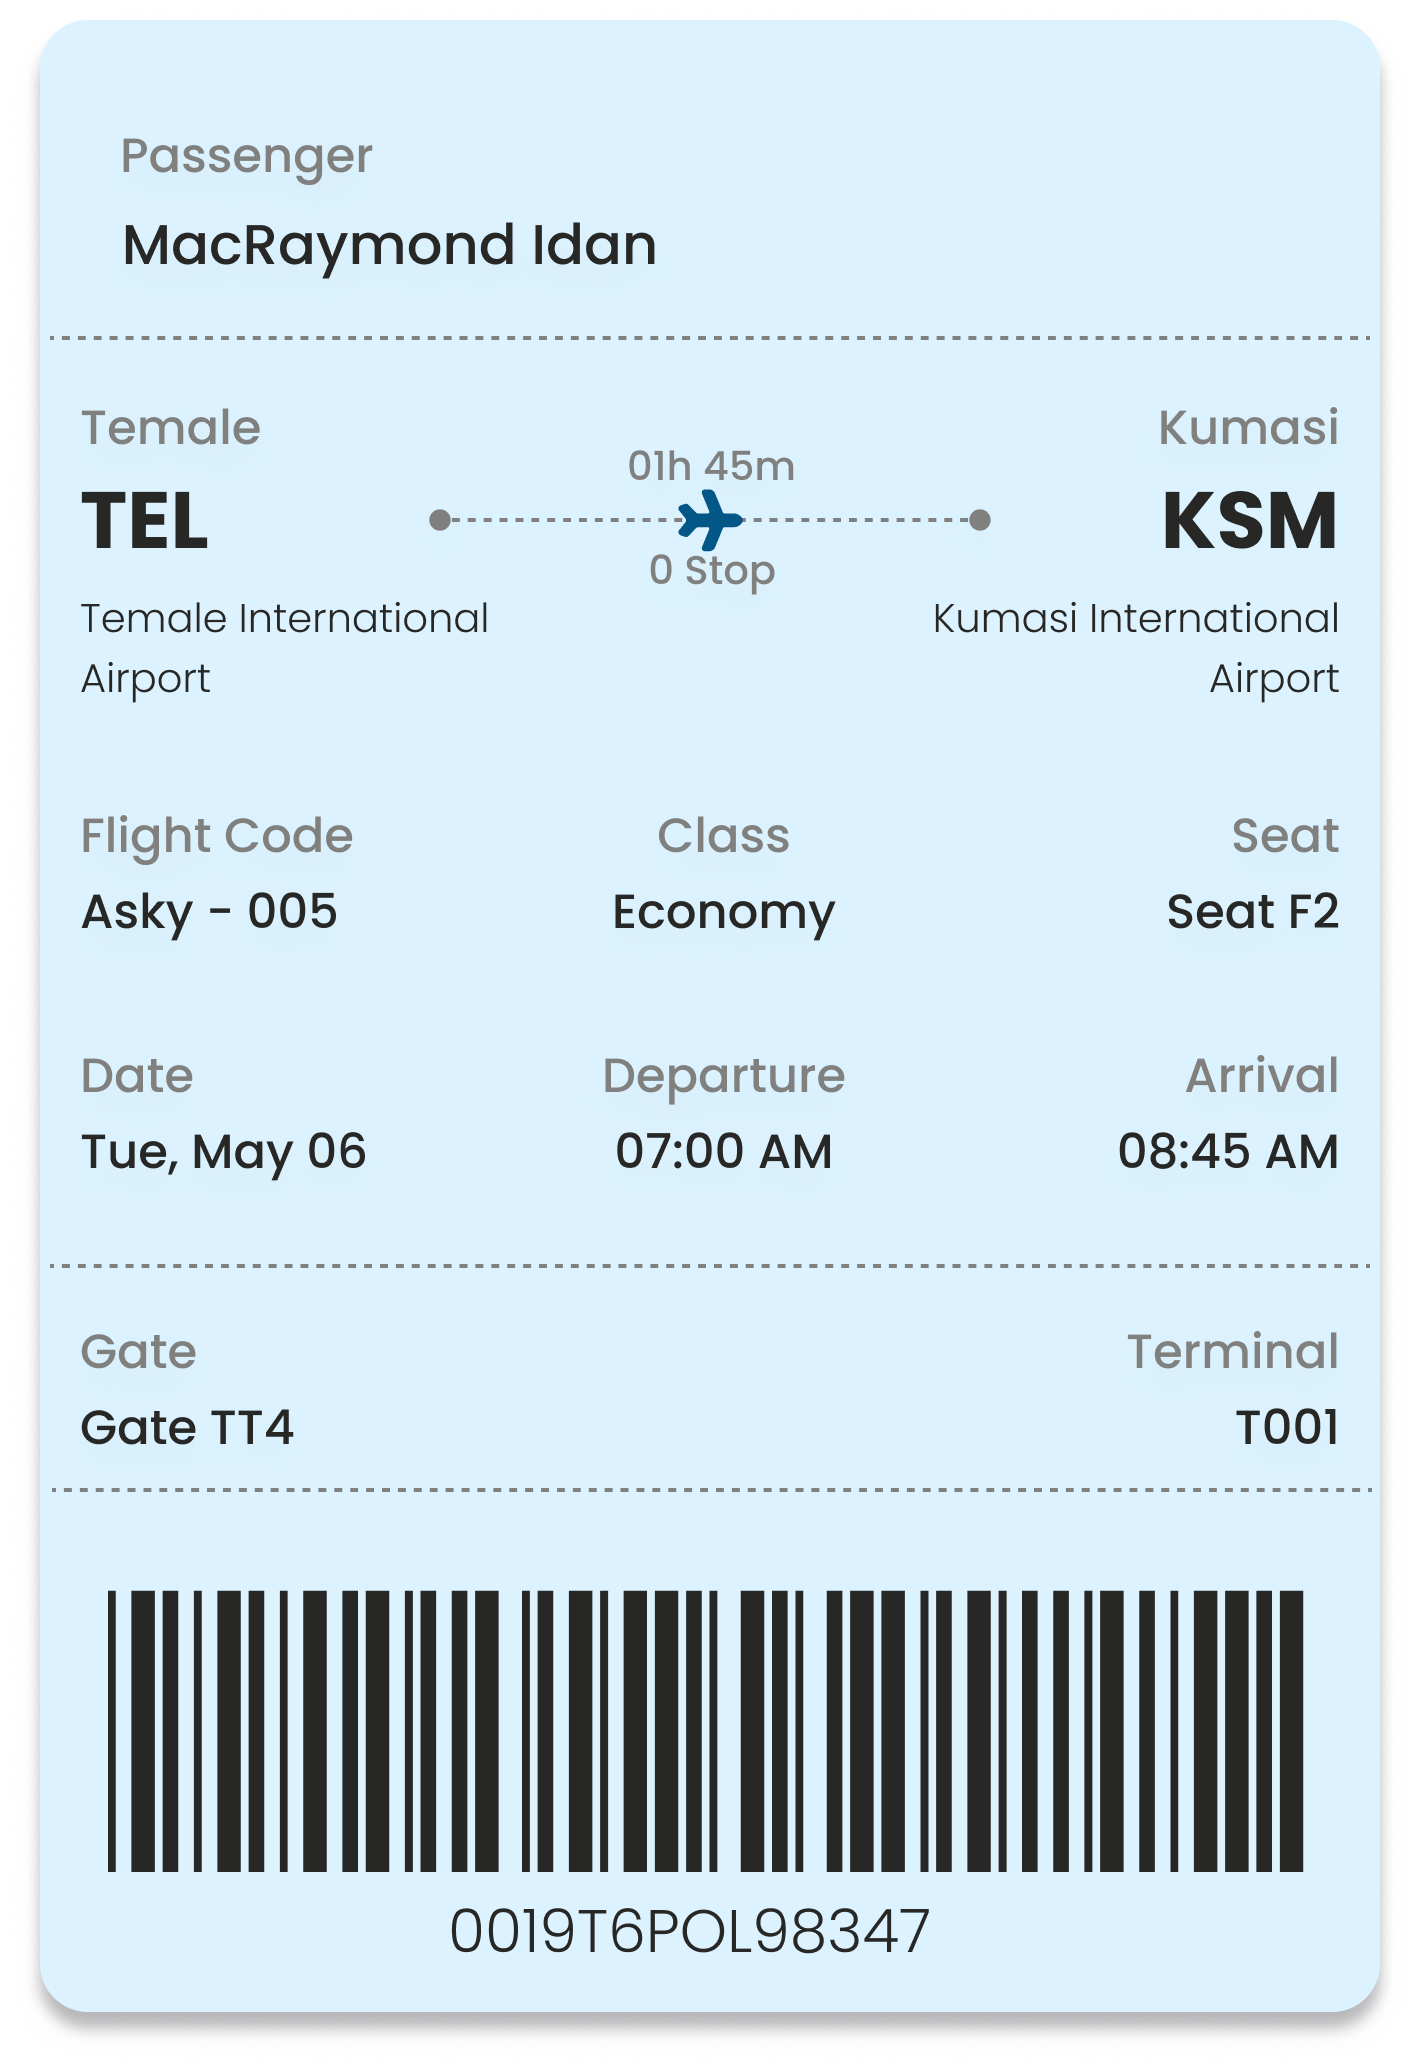 Passenger
MacRaymond Idan
Temale
Kumasi
01h 45m
TEL
KSM
0 Stop
Temale International
Airport
Kumasi International
Airport
Flight Code
Class
Seat
Asky - 005
Economy
Seat F2
Date
Departure
Arrival
Tue, May 06
07:00 AM
08:45 AM
Gate
Terminal
Gate TT4
T001
0019T6POL98347